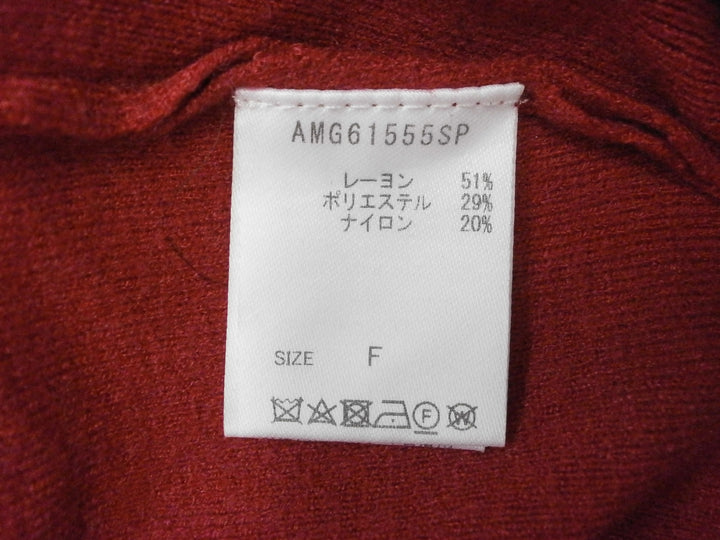 AMG61555SP
レーヨン 51%
ポリエステル 29%
ナイロン 20%
SIZE F
F W